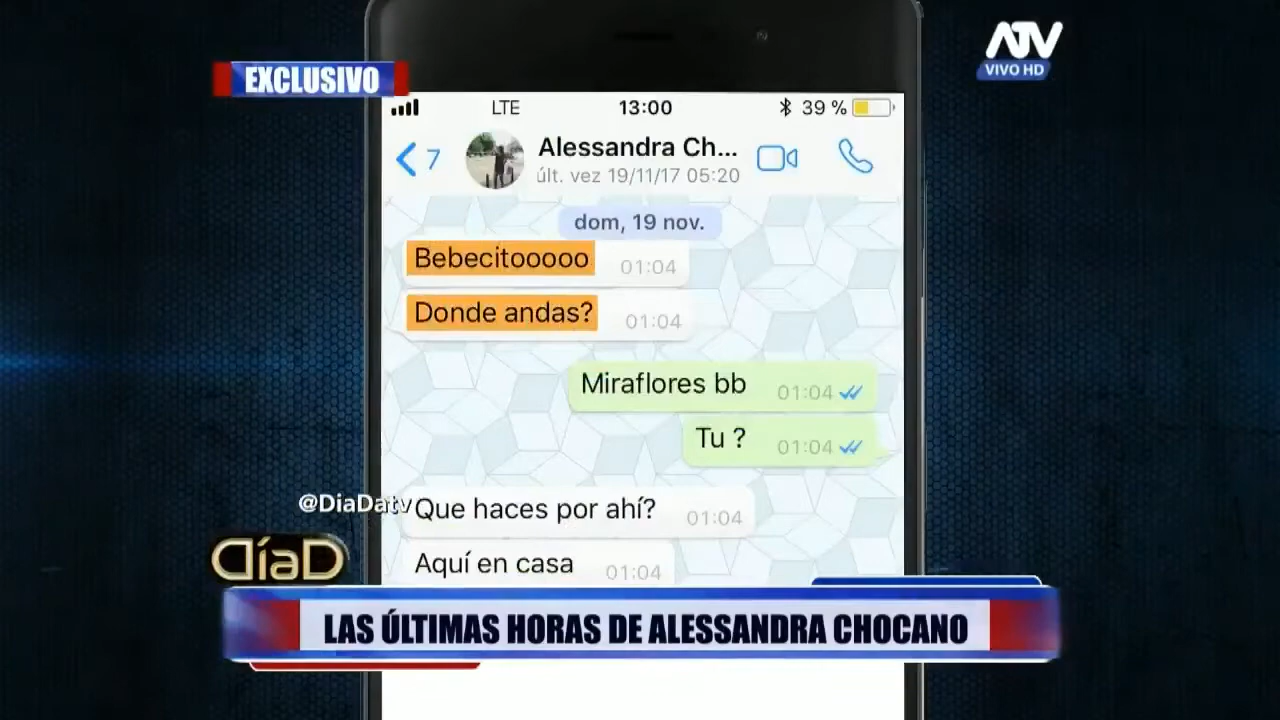 EXCLUSIVO
ATV
VIVO HD
LTE 13:00 39 %
7 Alessandra Ch...
últ. vez 19/11/17 05:20
dom, 19 nov.
Bebecitooooo 01:04
Donde andas? 01:04
Miraflores bb 01:04
Tu ? 01:04
@DiaDatv
Que haces por ahí? 01:04
Aquí en casa 01:04
DíaD
LAS ÚLTIMAS HORAS DE ALESSANDRA CHOCANO